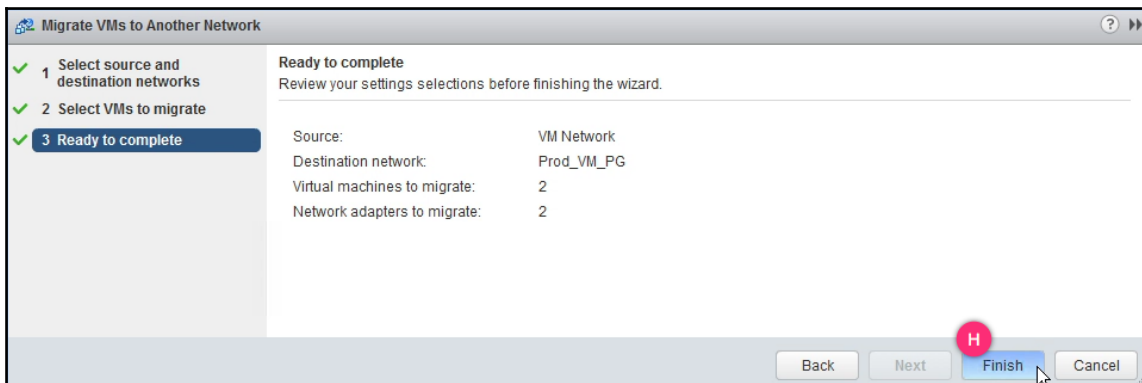 Migrate VMs to Another Network
?
1 Select source and
destination networks
2 Select VMs to migrate
3 Ready to complete
Ready to complete
Review your settings selections before finishing the wizard.
Source: VM Network
Destination network: Prod_VM_PG
Virtual machines to migrate: 2
Network adapters to migrate: 2
H
Back Next Finish Cancel